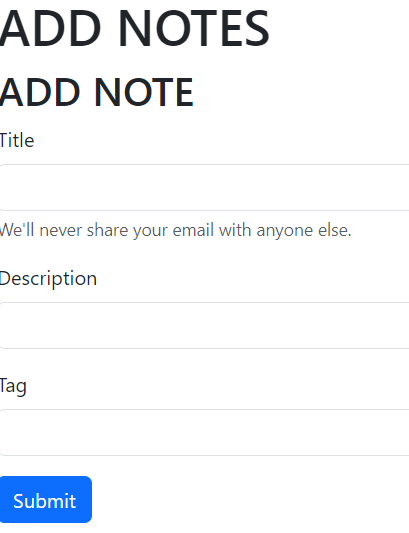 ADD NOTES
ADD NOTE
Title
We'll never share your email with anyone else.
Description
Tag
Submit